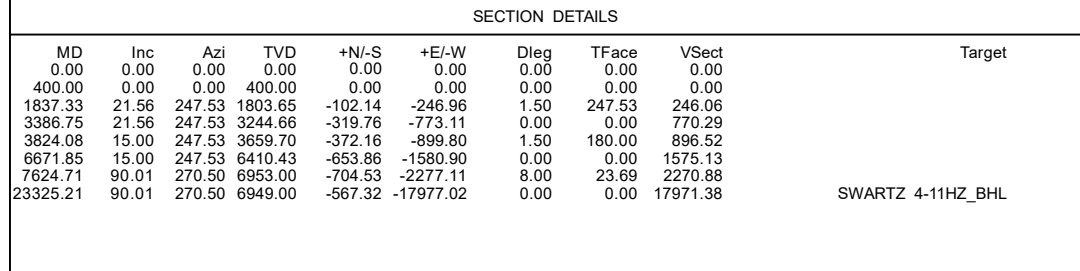 SECTION DETAILS
MD Inc Azi TVD +N/-S +E/-W Dleg TFace VSect Target
0.00 0.00 0.00 0.00 0.00 0.00 0.00 0.00 0.00
400.00 0.00 0.00 400.00 0.00 0.00 0.00 0.00 0.00
1837.33 21.56 247.53 1803.65 -102.14 -246.96 1.50 247.53 246.06
3386.75 21.56 247.53 3244.66 -319.76 -773.11 0.00 0.00 770.29
3824.08 15.00 247.53 3659.70 -372.16 -899.80 1.50 180.00 896.52
6671.85 15.00 247.53 6410.43 -653.86 -1580.90 0.00 0.00 1575.13
7624.71 90.01 270.50 6953.00 -704.53 -2277.11 8.00 23.69 2270.88
23325.21 90.01 270.50 6949.00 -567.32 -17977.02 0.00 0.00 17971.38 SWARTZ 4-11HZ_BHL